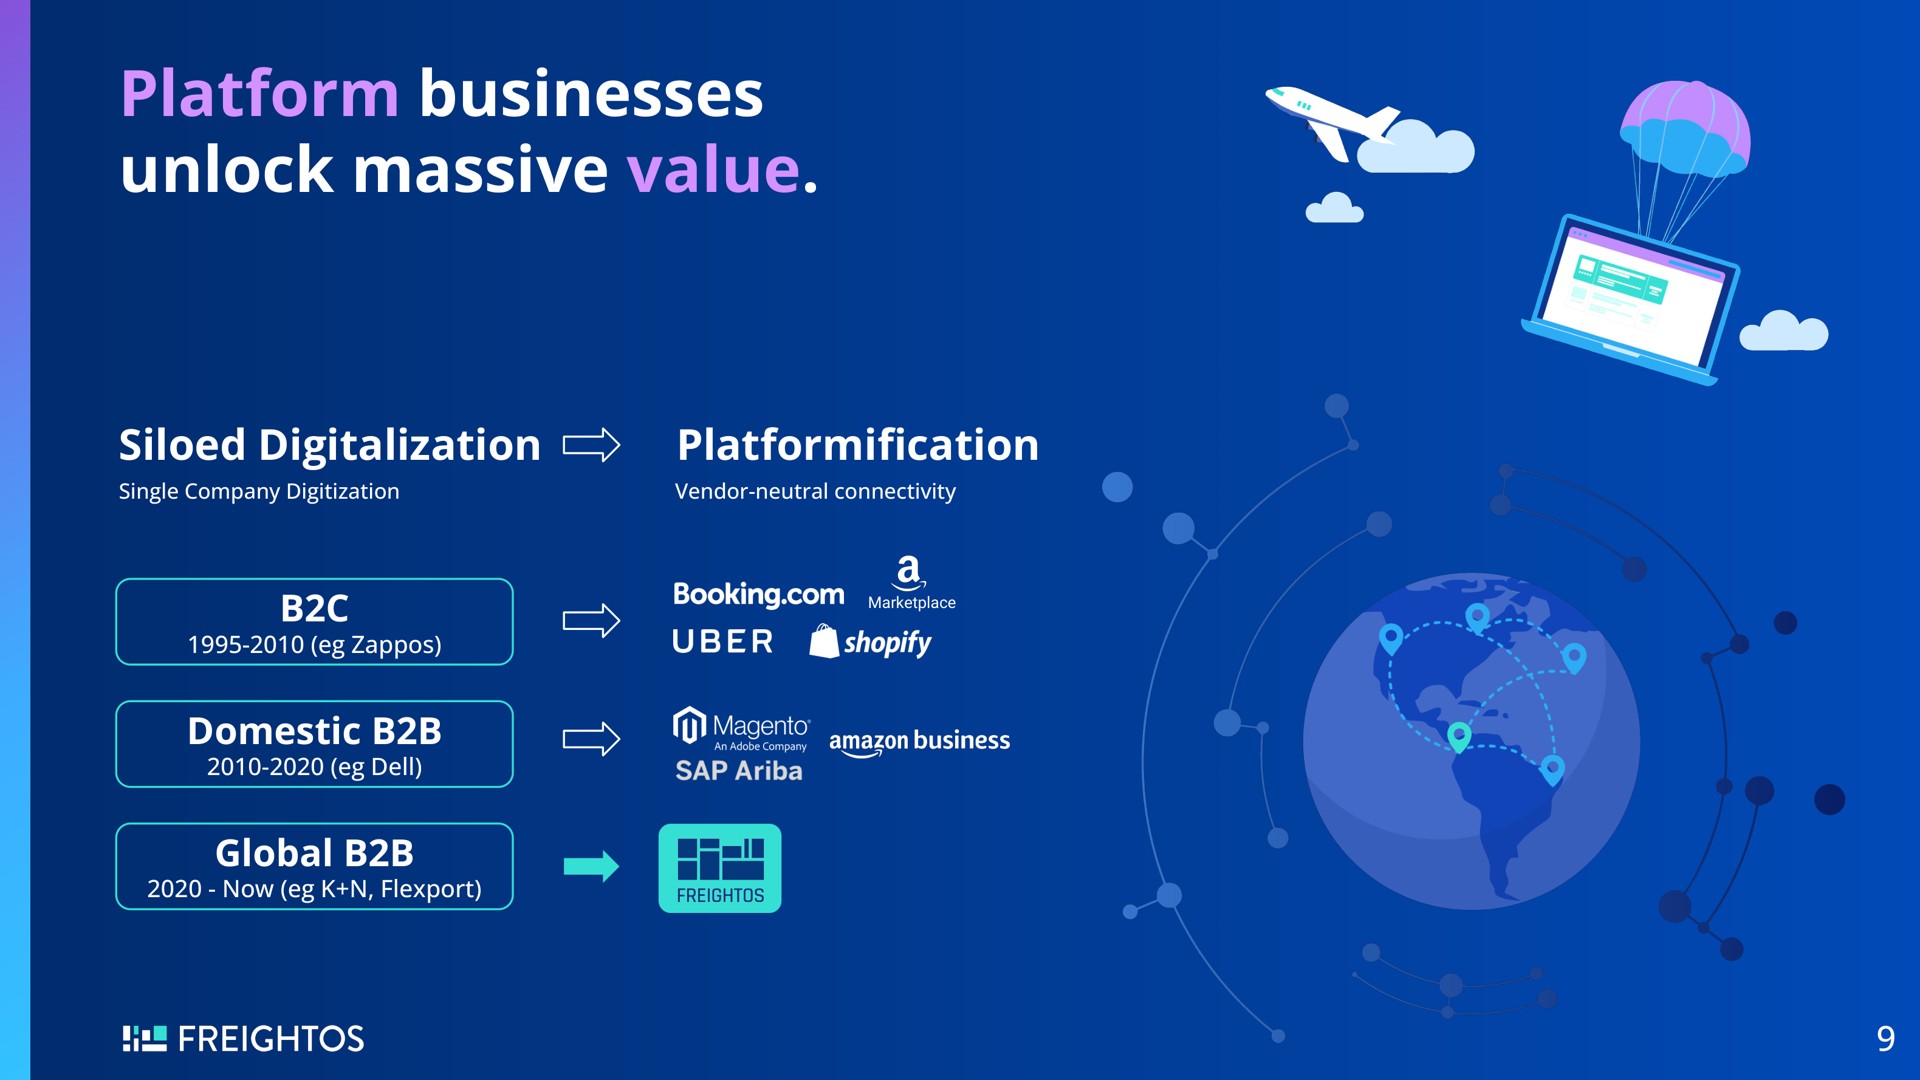 Platform businesses
unlock massive value.
Siloed Digitalization
Single Company Digitization
Platformification
Vendor-neutral connectivity
B2C
1995-2010 (eg Zappos)
Booking.com
a
Marketplace
UBER
shopify
Domestic B2B
2010-2020 (eg Dell)
Magento®
An Adobe Company
amazon business
SAP Ariba
Global B2B
2020 - Now (eg K+N, Flexport)
FREIGHTOS
FREIGHTOS
9